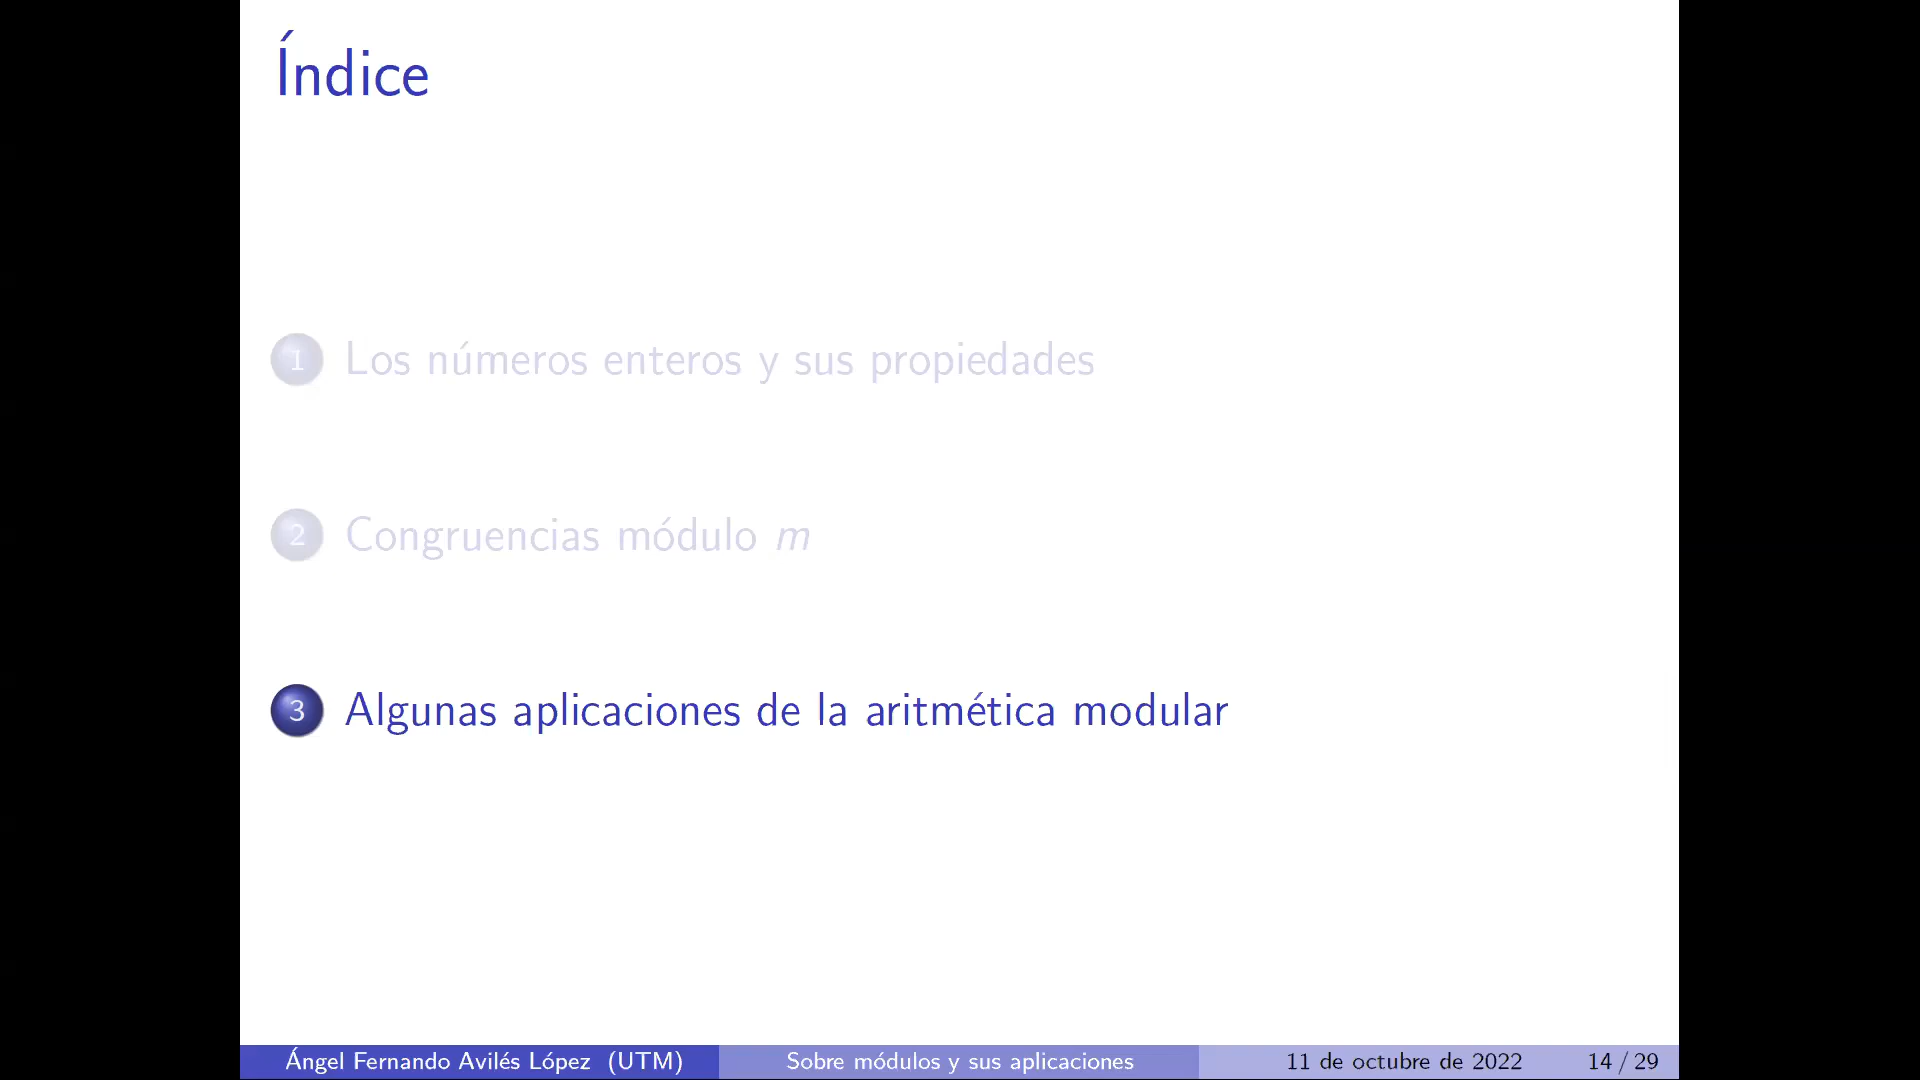 Índice
1 Los números enteros y sus propiedades
2 Congruencias módulo m
3 Algunas aplicaciones de la aritmética modular
Ángel Fernando Avilés López (UTM) Sobre módulos y sus aplicaciones 11 de octubre de 2022 14 / 29